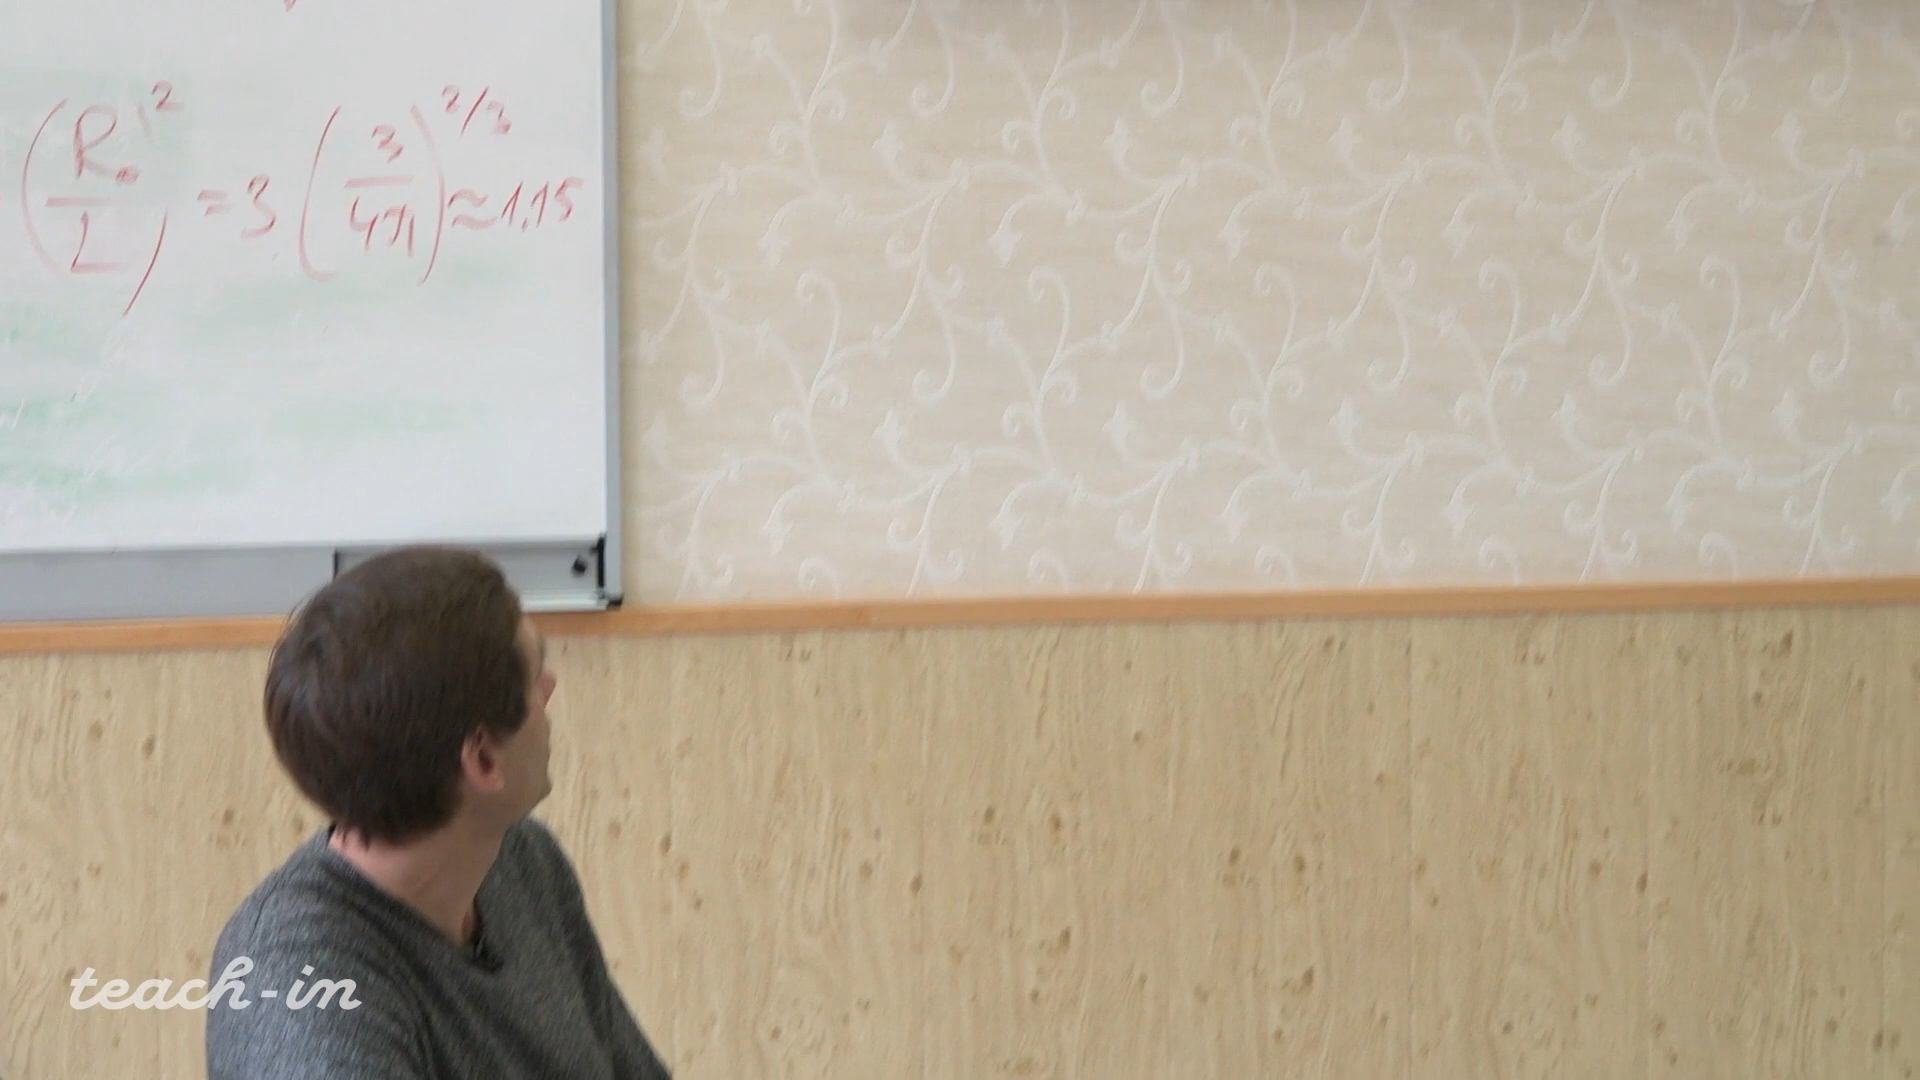 (R₀/L)² = 3 (3/4π)^2/3 ≈ 1,15
teach-in